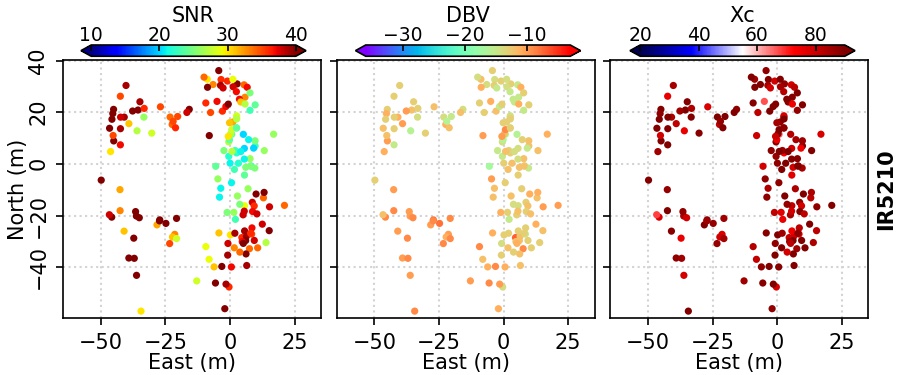 SNR DBV Xc
10 20 30 40 −30 −20 −10 20 40 60 80
40
20
0
−20
−40
North (m)
−50 −25 0 25 −50 −25 0 25 −50 −25 0 25
East (m) East (m) East (m)
IR5210